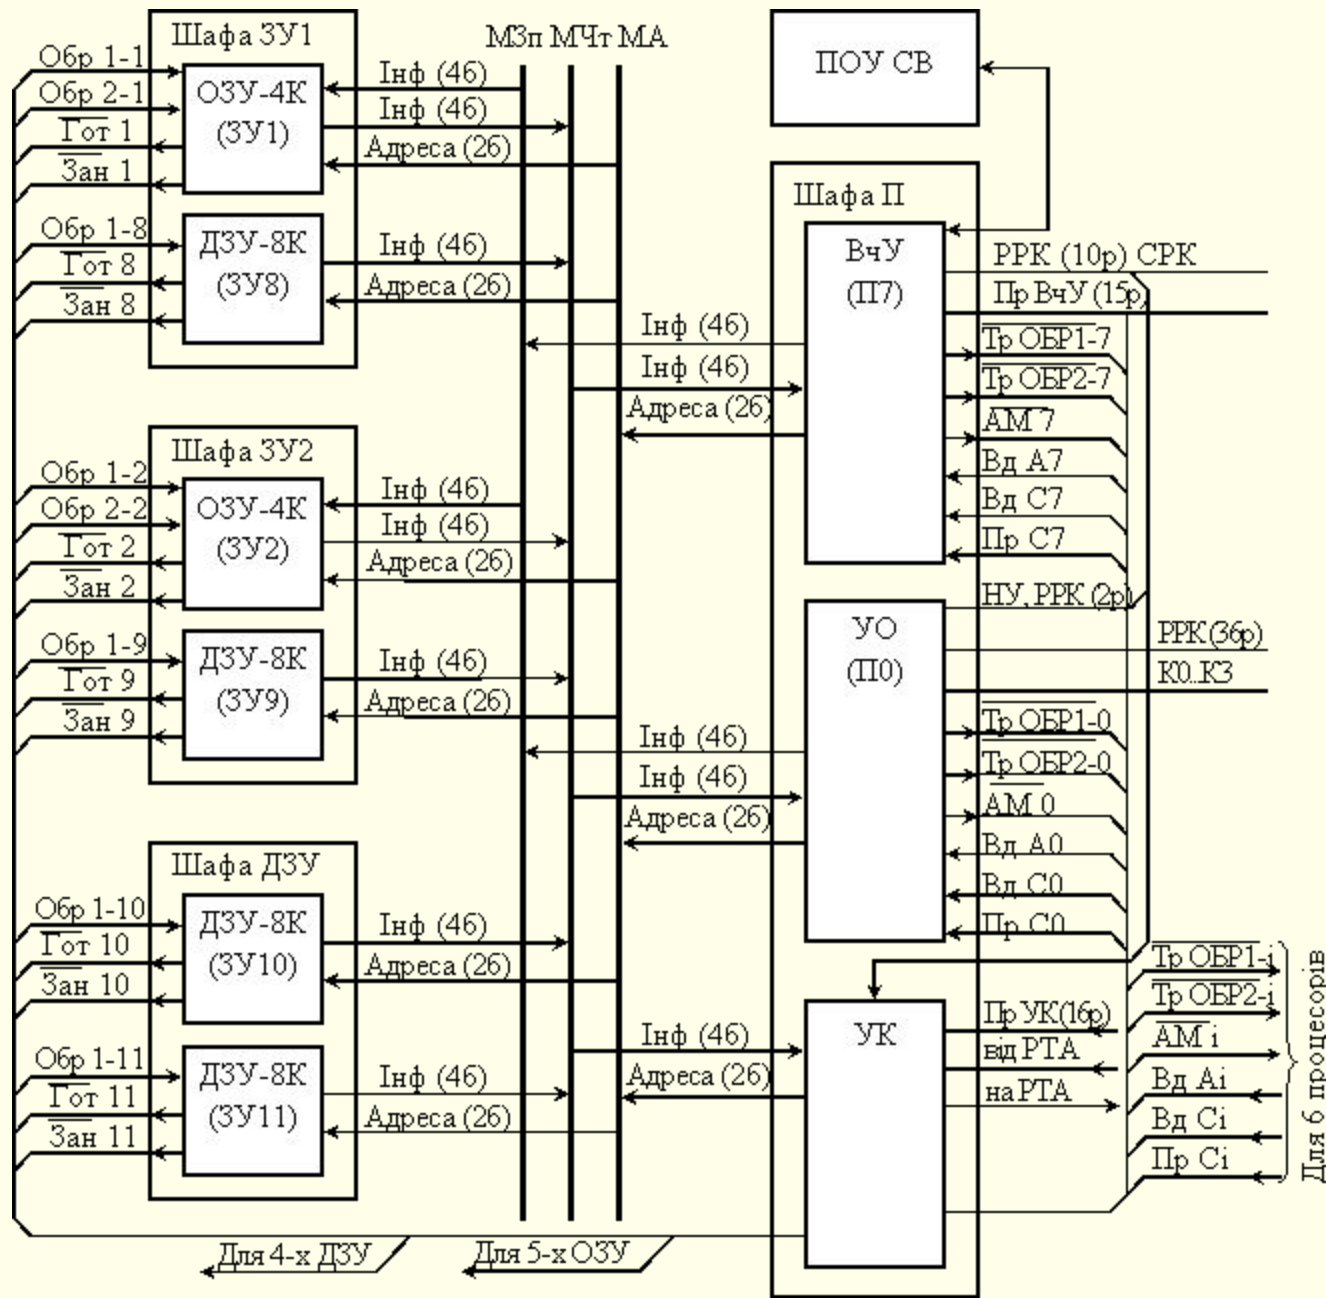 Шафа ЗУ1
Обр 1-1
Обр 2-1
Гот 1
Зан 1
ОЗУ-4К
(ЗУ1)
Інф (46)
Інф (46)
Адреса (26)
Обр 1-8
Гот 8
Зан 8
ДЗУ-8К
(ЗУ8)
Інф (46)
Адреса (26)
Шафа ЗУ2
Обр 1-2
Обр 2-2
Гот 2
Зан 2
ОЗУ-4К
(ЗУ2)
Інф (46)
Інф (46)
Адреса (26)
Обр 1-9
Гот 9
Зан 9
ДЗУ-8К
(ЗУ9)
Інф (46)
Адреса (26)
Шафа ДЗУ
Обр 1-10
Гот 10
Зан 10
ДЗУ-8К
(ЗУ10)
Інф (46)
Адреса (26)
Обр 1-11
Гот 11
Зан 11
ДЗУ-8К
(ЗУ11)
Інф (46)
Адреса (26)
Для 4-х ДЗУ
Для 5-х ОЗУ
МЗп МЧт МА
ПОУ СВ
Шафа П
ВчУ
(П7)
Інф (46)
Інф (46)
Адреса (26)
РРК (10р) СРК
Пр ВчУ (15р)
Тр ОБР1-7
Тр ОБР2-7
АМ 7
Вд А7
Вд С7
Пр С7
УО
(П0)
Інф (46)
Інф (46)
Адреса (26)
НУ, РРК (2р)
РРК (36р)
К0..К3
Тр ОБР1-0
Тр ОБР2-0
АМ 0
Вд А0
Вд С0
Пр С0
УК
Інф (46)
Адреса (26)
Пр УК(16р)
від РТА
на РТА
Тр ОБР1-і
Тр ОБР2-і
АМ і
Вд Аі
Вд Сі
Пр Сі
Для 6 процесорів